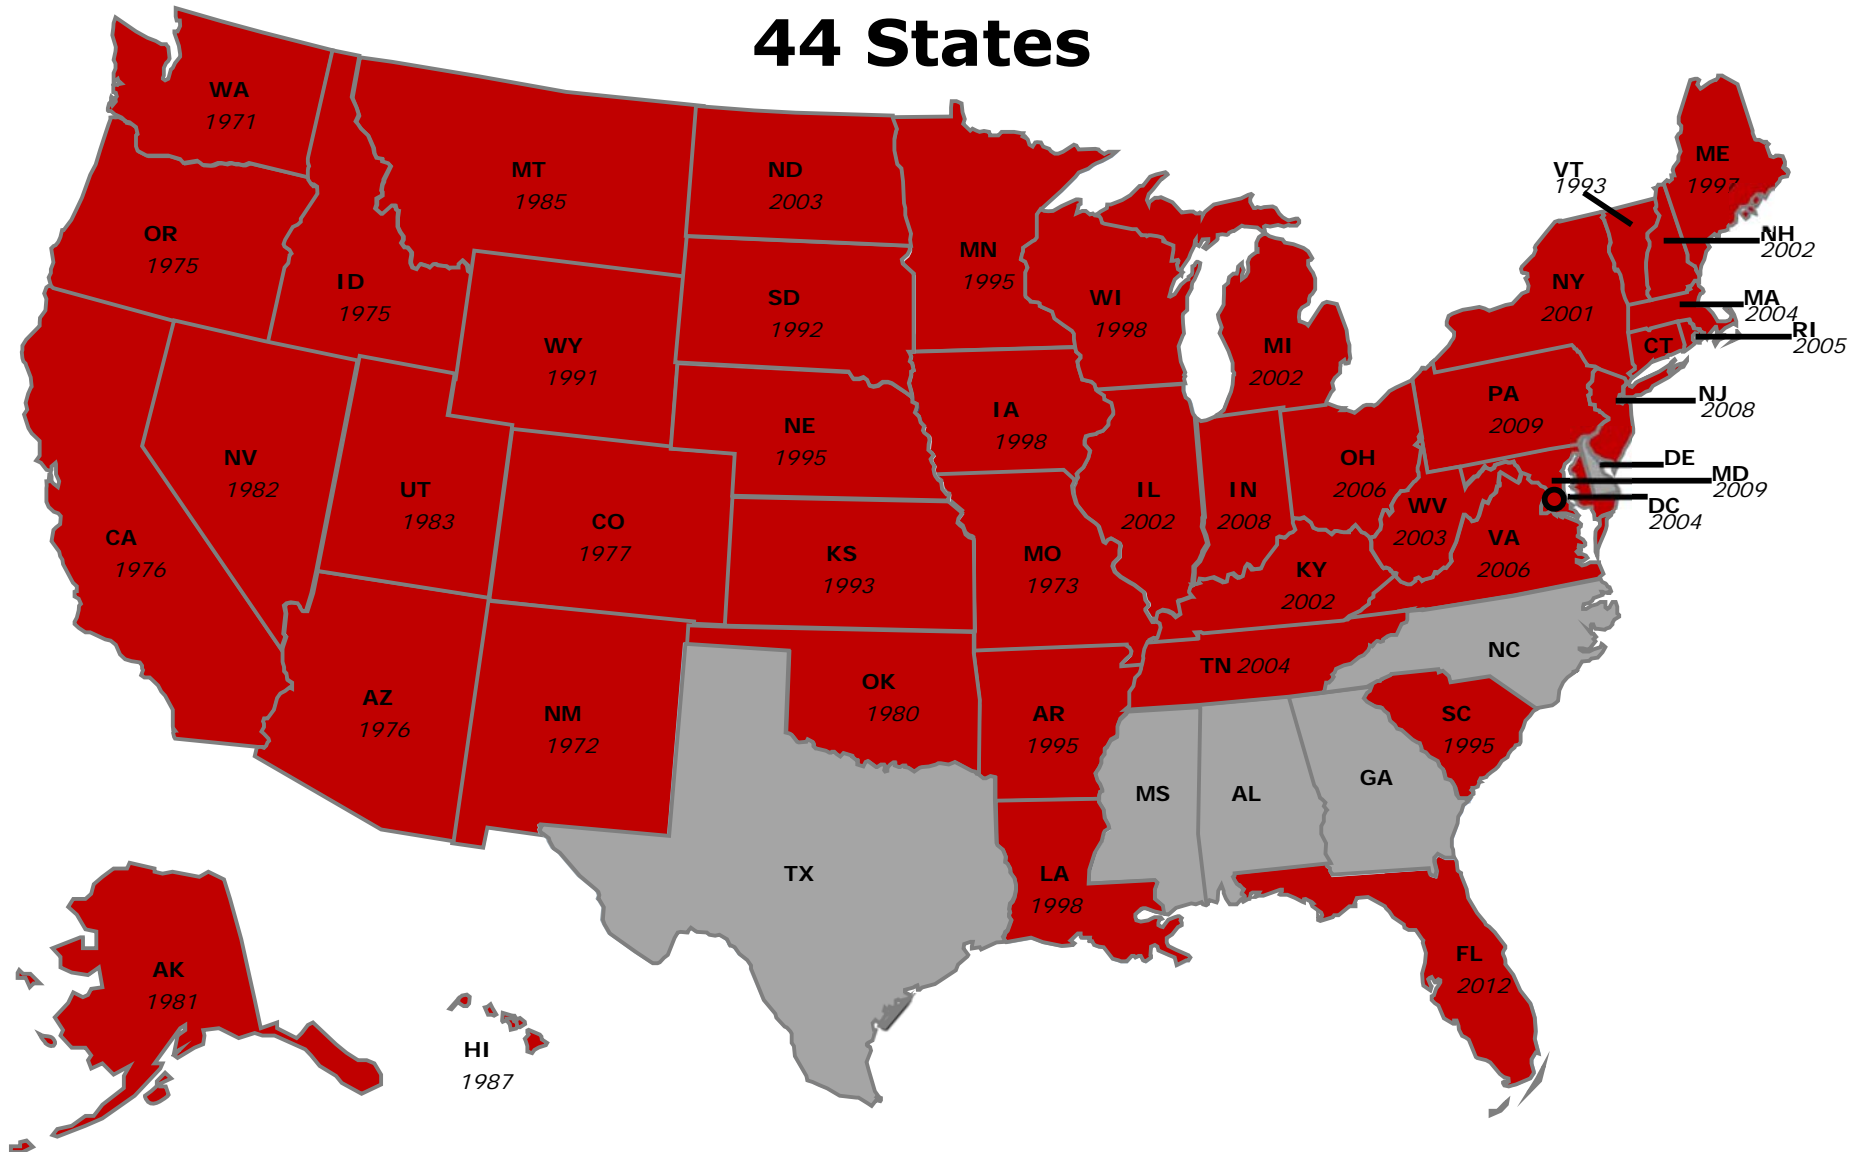 44 States
WA
1971
MT
1985
ND
2003
ME
1997
VT
1993
OR
1975
ID
1975
MN
1995
NH
2002
SD
1992
WI
1998
NY
2001
MA
2004
RI
2005
WY
1991
MI
2002
CT
PA
2009
NJ
2008
NE
1995
IA
1998
NV
1982
UT
1983
OH
2006
DE
MD
2009
DC
2004
IL
2002
IN
2008
WV
2003
VA
2006
CA
1976
CO
1977
KS
1993
MO
1973
KY
2002
NC
TN 2004
AZ
1976
NM
1972
OK
1980
AR
1995
SC
1995
MS
AL
GA
TX
LA
1998
FL
2012
AK
1981
HI
1987